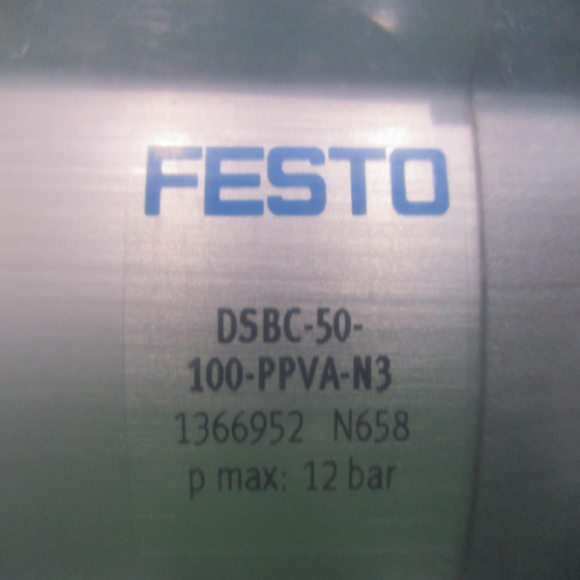 FESTO
DSBC-50-
100-PPVA-N3
1366952 N658
p max: 12 bar